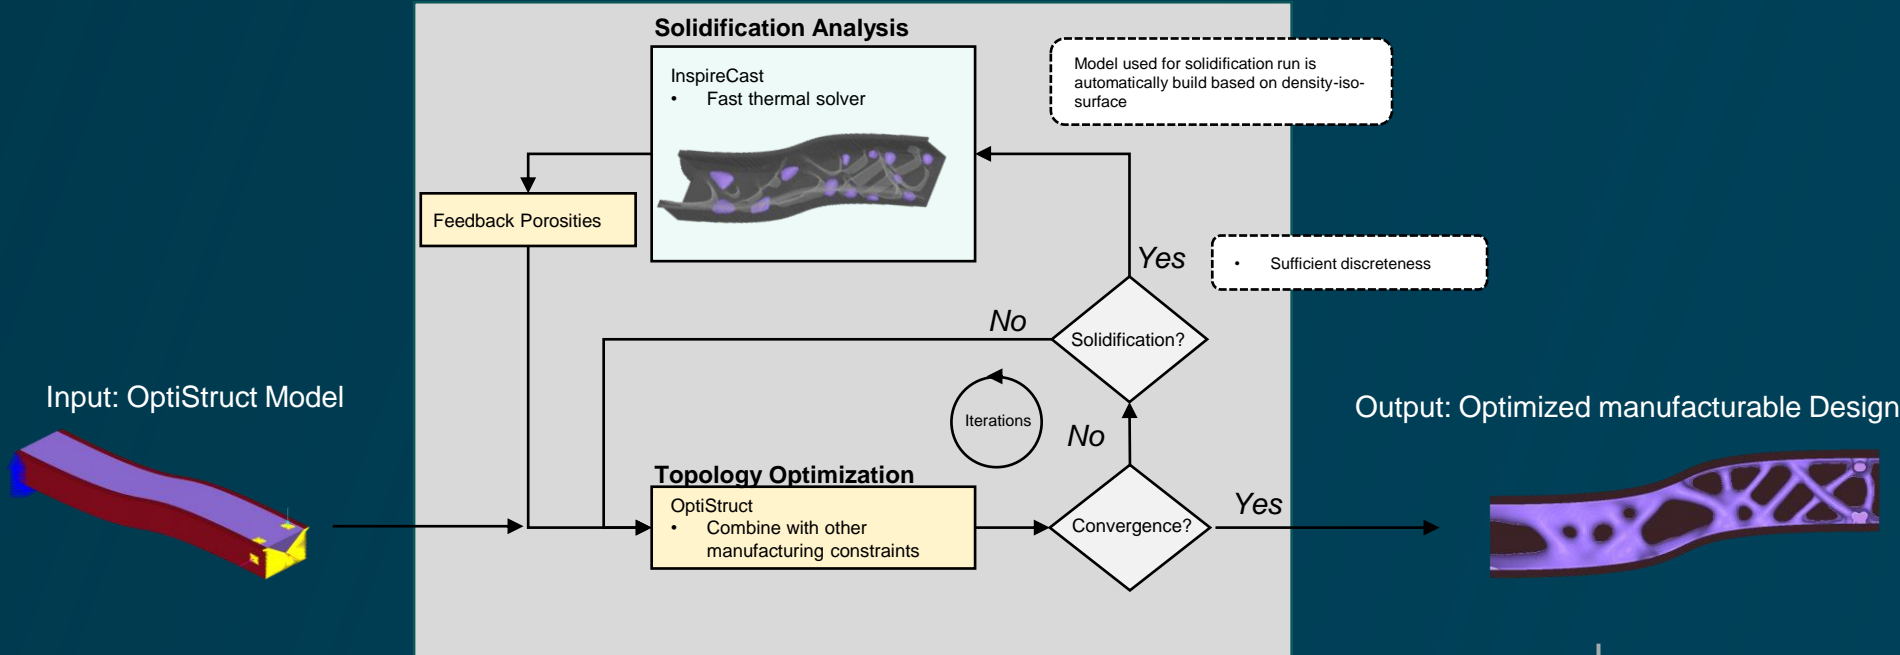 Solidification Analysis
InspireCast
• Fast thermal solver
Model used for solidification run is
automatically build based on density-iso-
surface
Feedback Porosities
Yes
• Sufficient discreteness
No
Solidification?
Input: OptiStruct Model
Iterations
No
Output: Optimized manufacturable Design
Topology Optimization
OptiStruct
• Combine with other
manufacturing constraints
Convergence?
Yes